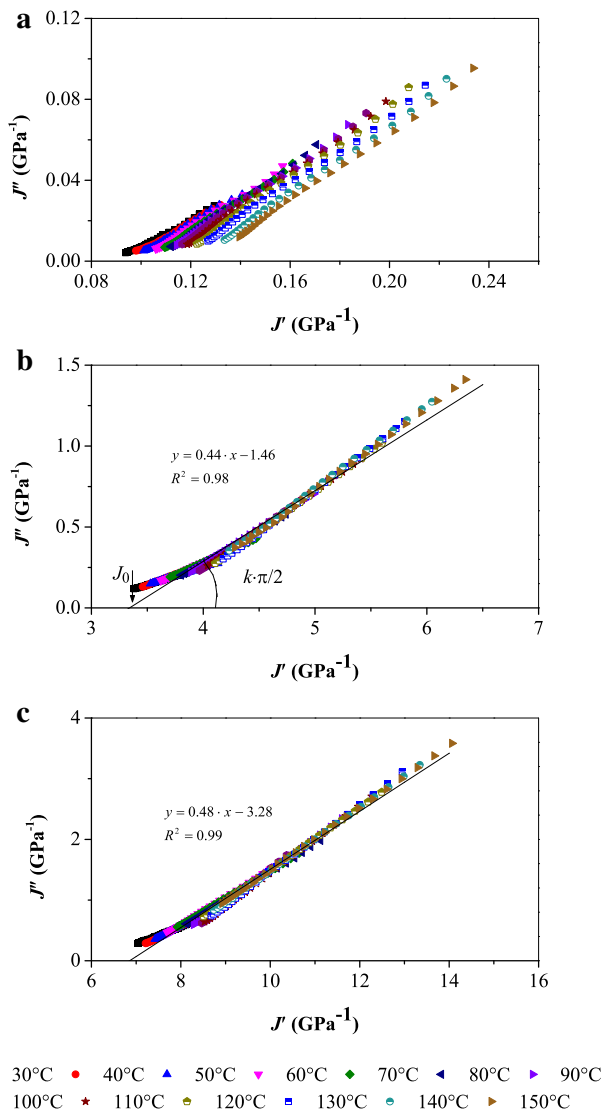 a
0.12
0.08
0.04
0.00
J″ (GPa-1)
0.08 0.12 0.16 0.20 0.24
J′ (GPa-1)
b
1.5
1.0
0.5
0.0
J″ (GPa-1)
y = 0.44 · x − 1.46
R2 = 0.98
J0
k·π/2
3 4 5 6 7
J′ (GPa-1)
c
4
2
0
J″ (GPa-1)
y = 0.48 · x − 3.28
R2 = 0.99
6 8 10 12 14 16
J′ (GPa-1)
30°C 40°C 50°C 60°C 70°C 80°C 90°C
100°C 110°C 120°C 130°C 140°C 150°C